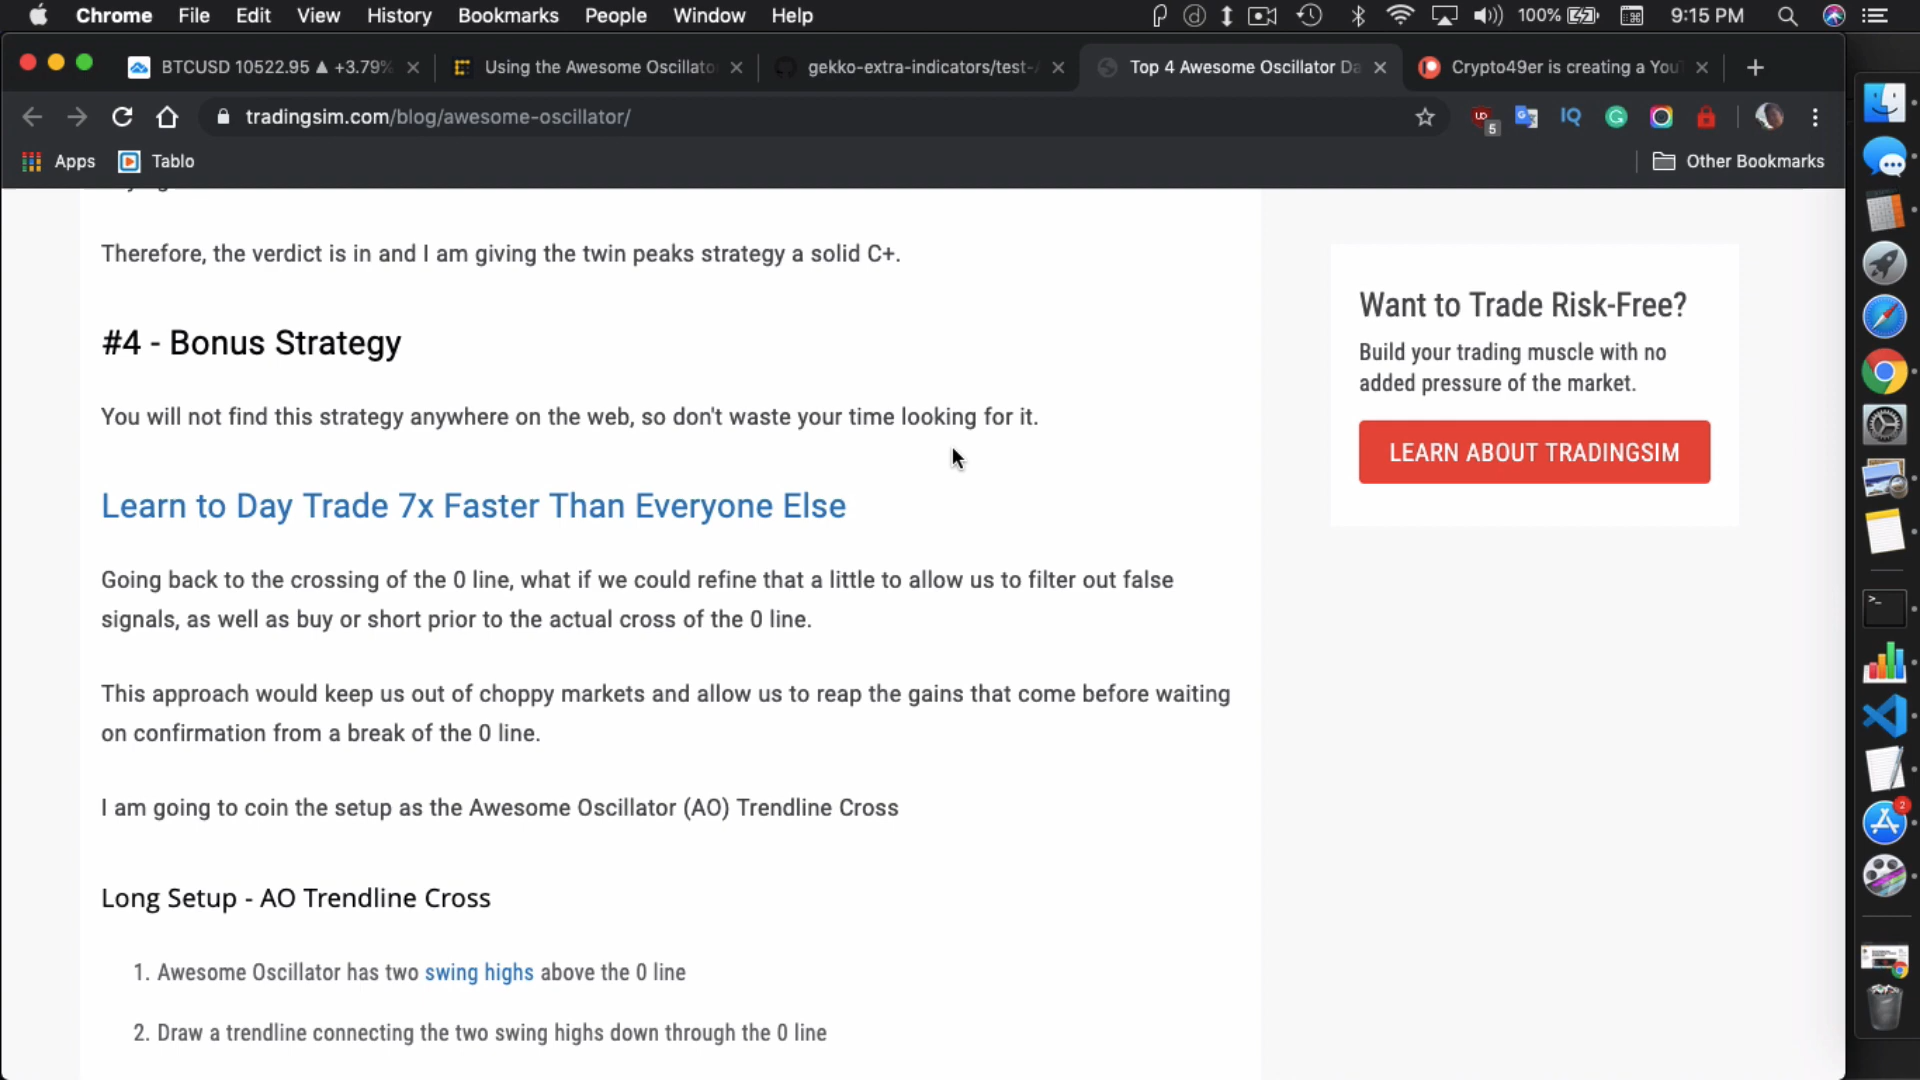 Chrome File Edit View History Bookmarks People Window Help 100% 9:15 PM
BTCUSD 10522.95 ▲ +3.79%
Using the Awesome Oscillato
gekko-extra-indicators/test-
Top 4 Awesome Oscillator Da
Crypto49er is creating a You
tradingsim.com/blog/awesome-oscillator/
5
IQ
Apps Tablo Other Bookmarks
Therefore, the verdict is in and I am giving the twin peaks strategy a solid C+.
#4 - Bonus Strategy
You will not find this strategy anywhere on the web, so don't waste your time looking for it.
Learn to Day Trade 7x Faster Than Everyone Else
Going back to the crossing of the 0 line, what if we could refine that a little to allow us to filter out false
signals, as well as buy or short prior to the actual cross of the 0 line.
This approach would keep us out of choppy markets and allow us to reap the gains that come before waiting
on confirmation from a break of the 0 line.
I am going to coin the setup as the Awesome Oscillator (AO) Trendline Cross
Long Setup - AO Trendline Cross
1. Awesome Oscillator has two swing highs above the 0 line
2. Draw a trendline connecting the two swing highs down through the 0 line
Want to Trade Risk-Free?
Build your trading muscle with no
added pressure of the market.
LEARN ABOUT TRADINGSIM
2